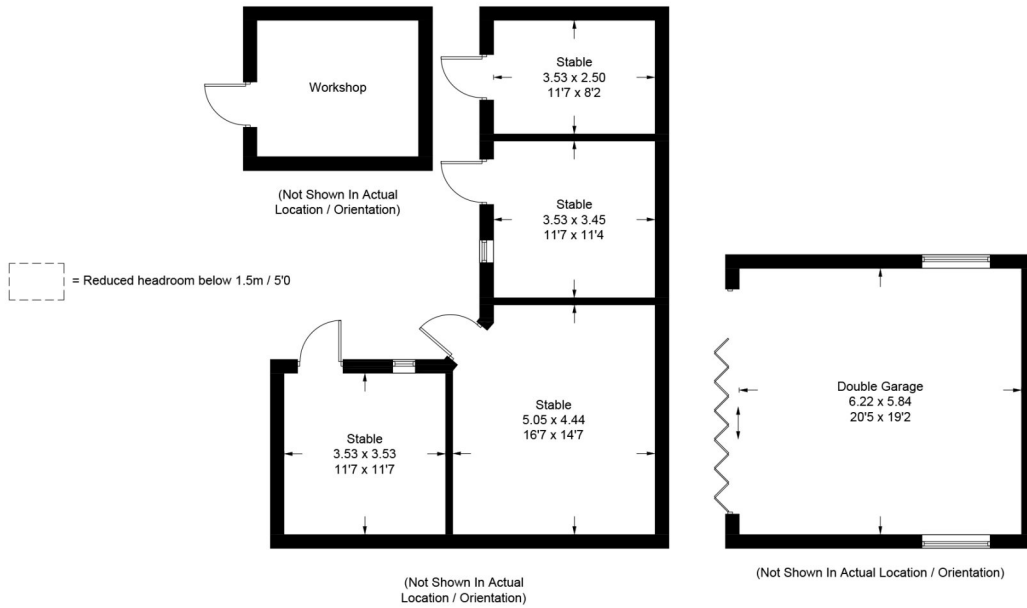 Workshop
(Not Shown In Actual
Location / Orientation)
Stable
3.53 x 2.50
11'7 x 8'2
Stable
3.53 x 3.45
11'7 x 11'4
= Reduced headroom below 1.5m / 5'0
Stable
3.53 x 3.53
11'7 x 11'7
Stable
5.05 x 4.44
16'7 x 14'7
(Not Shown In Actual
Location / Orientation)
Double Garage
6.22 x 5.84
20'5 x 19'2
(Not Shown In Actual Location / Orientation)